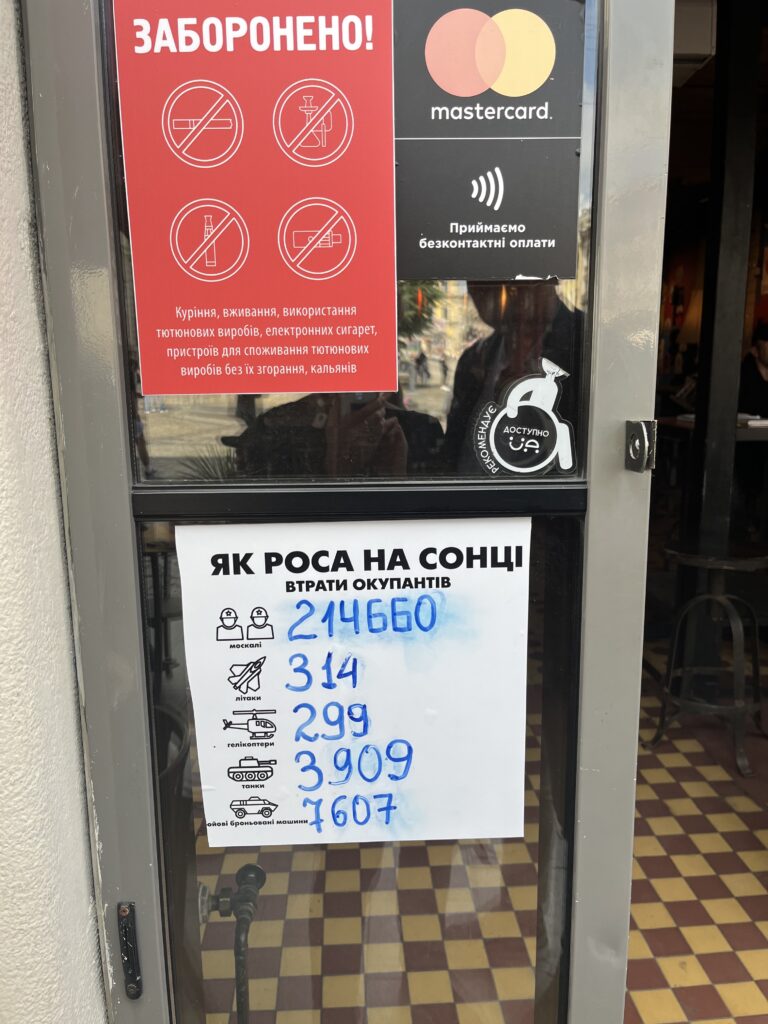 ЗАБОРОНЕНО!
Куріння, вживання, використання
тютюнових виробів, електронних сигарет,
пристроїв для споживання тютюнових
виробів без їх згорання, кальянів
mastercard.
Приймаємо
безконтактні оплати
РЕКОМЕНДУЄ
ДОСТУПНО
UA
ЯК РОСА НА СОНЦІ
ВТРАТИ ОКУПАНТІВ
москалі 214660
літаки 314
гелікоптери 299
танки 3909
ойові броньовані машини 7607